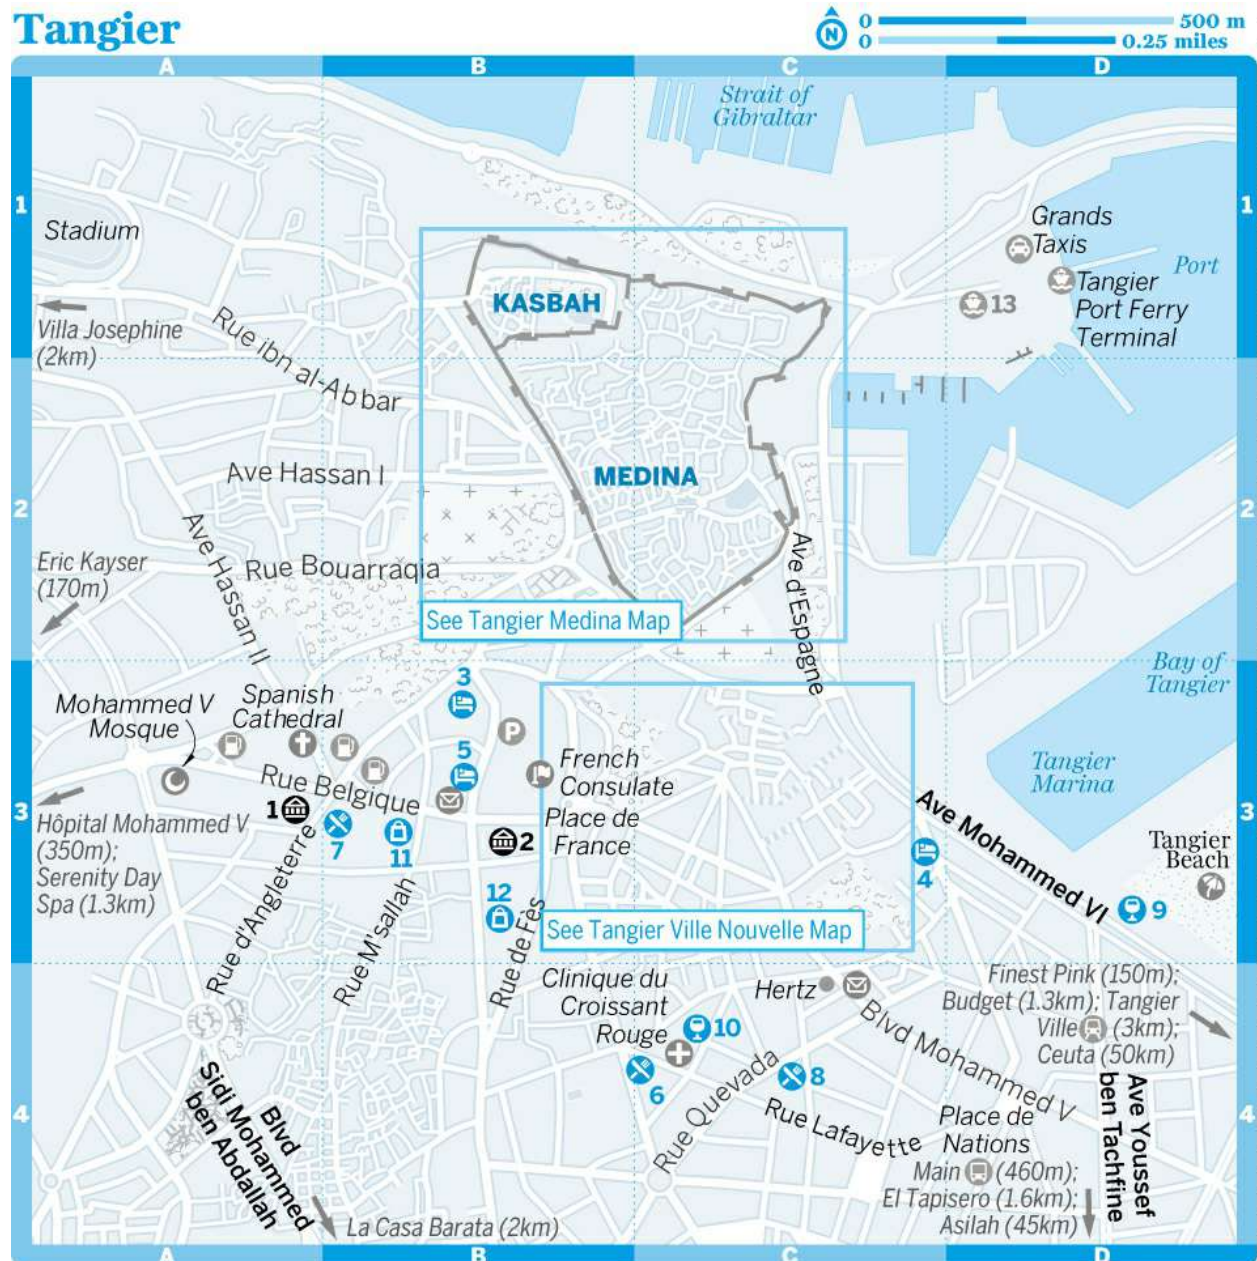 Tangier
N
0
500 m
0
0.25 miles
A
B
C
D
1
1
2
2
3
3
4
4
A
B
C
D
Strait of
Gibraltar
Stadium
Grands
Taxis
Port
Tangier
Port Ferry
Terminal
13
KASBAH
Villa Josephine
(2km)
Rue ibn al-Abbar
Ave Hassan I
MEDINA
Ave Hassan II
Eric Kayser
(170m)
Rue Bouarraqia
Ave d'Espagne
See Tangier Medina Map
Bay of
Tangier
3
Mohammed V
Mosque
Spanish
Cathedral
P
5
French
Consulate
Tangier
Marina
Rue Belgique
Hôpital Mohammed V
(350m);
Serenity Day
Spa (1.3km)
1
7
11
2
Place de
France
4
Ave Mohammed VI
Tangier
Beach
9
12
Rue d'Angleterre
Rue M'sallah
Rue de Fès
See Tangier Ville Nouvelle Map
Clinique du
Croissant
Rouge
Hertz
Finest Pink (150m);
Budget (1.3km); Tangier
Ville (3km);
Ceuta (50km)
10
6
8
Blvd Mohammed V
Rue Quevada
Rue Lafayette
Place de
Nations
Main (460m);
El Tapisero (1.6km);
Asilah (45km)
Ave Youssef
ben Tachfine
Blvd
Sidi Mohammed
ben Abdallah
La Casa Barata (2km)